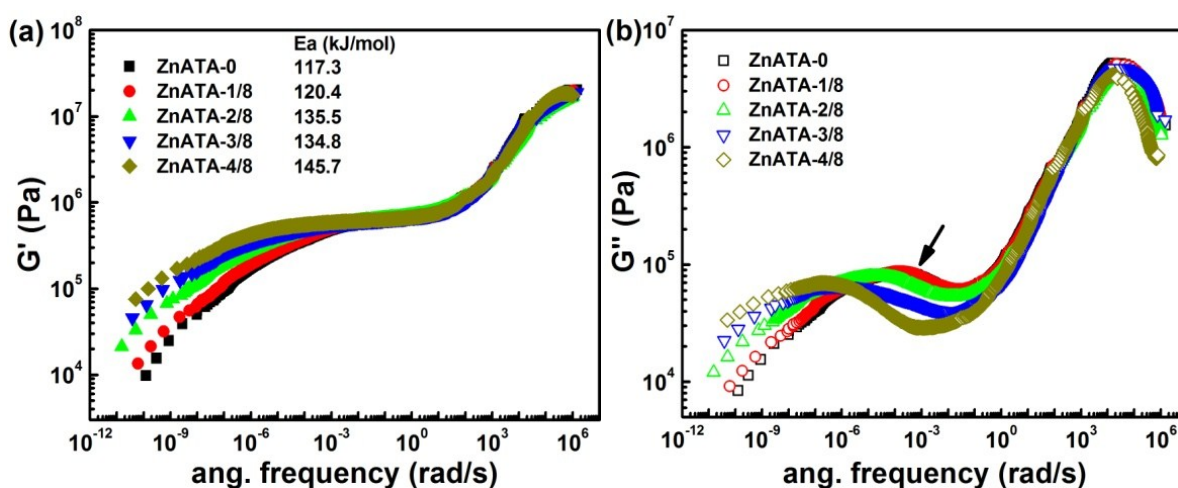 (a)
Ea (kJ/mol)
ZnATA-0 117.3
ZnATA-1/8 120.4
ZnATA-2/8 135.5
ZnATA-3/8 134.8
ZnATA-4/8 145.7
G' (Pa)
10^8
10^7
10^6
10^5
10^4
10^-12 10^-9 10^-6 10^-3 10^0 10^3 10^6
ang. frequency (rad/s)
(b)
ZnATA-0
ZnATA-1/8
ZnATA-2/8
ZnATA-3/8
ZnATA-4/8
G'' (Pa)
10^7
10^6
10^5
10^4
10^-12 10^-9 10^-6 10^-3 10^0 10^3 10^6
ang. frequency (rad/s)